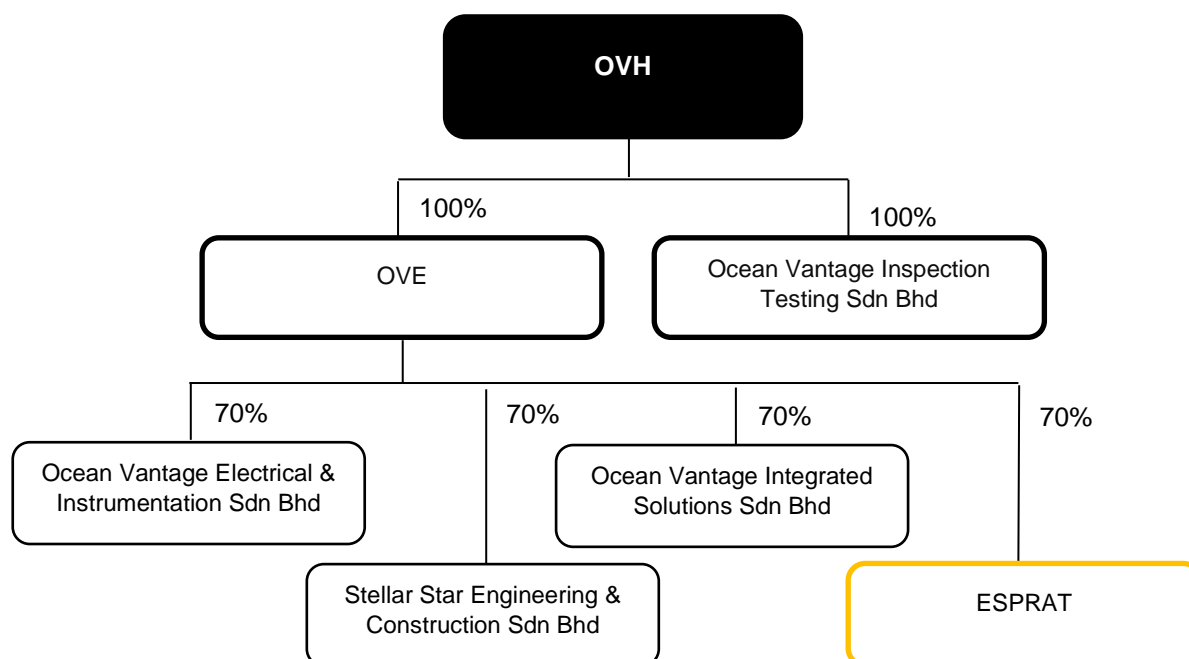 OVH
100%
100%
OVE
Ocean Vantage Inspection
Testing Sdn Bhd
70%
70%
70%
70%
Ocean Vantage Electrical &
Instrumentation Sdn Bhd
Ocean Vantage Integrated
Solutions Sdn Bhd
Stellar Star Engineering &
Construction Sdn Bhd
ESPRAT